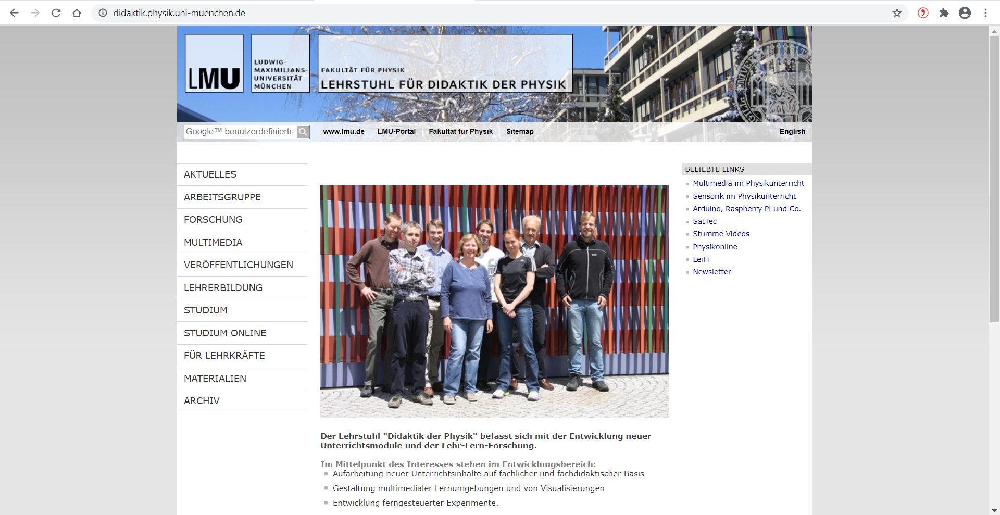 didaktik.physik.uni-muenchen.de
LMU
LUDWIG-
MAXIMILIANS-
UNIVERSITÄT
MÜNCHEN
FAKULTÄT FÜR PHYSIK
LEHRSTUHL FÜR DIDAKTIK DER PHYSIK
Google™ benutzerdefinierte
www.lmu.de LMU-Portal Fakultät für Physik Sitemap English
AKTUELLES
ARBEITSGRUPPE
FORSCHUNG
MULTIMEDIA
VERÖFFENTLICHUNGEN
LEHRERBILDUNG
STUDIUM
STUDIUM ONLINE
FÜR LEHRKRÄFTE
MATERIALIEN
ARCHIV
Der Lehrstuhl "Didaktik der Physik" befasst sich mit der Entwicklung neuer
Unterrichtsmodule und der Lehr-Lern-Forschung.
Im Mittelpunkt des Interesses stehen im Entwicklungsbereich:
Aufarbeitung neuer Unterrichtsinhalte auf fachlicher und fachdidaktischer Basis
Gestaltung multimedialer Lernumgebungen und von Visualisierungen
Entwicklung ferngesteuerter Experimente.
BELIEBTE LINKS
Multimedia im Physikunterricht
Sensorik im Physikunterricht
Arduino, Raspberry Pi und Co.
SatTec
Stumme Videos
Physikonline
LeiFi
Newsletter